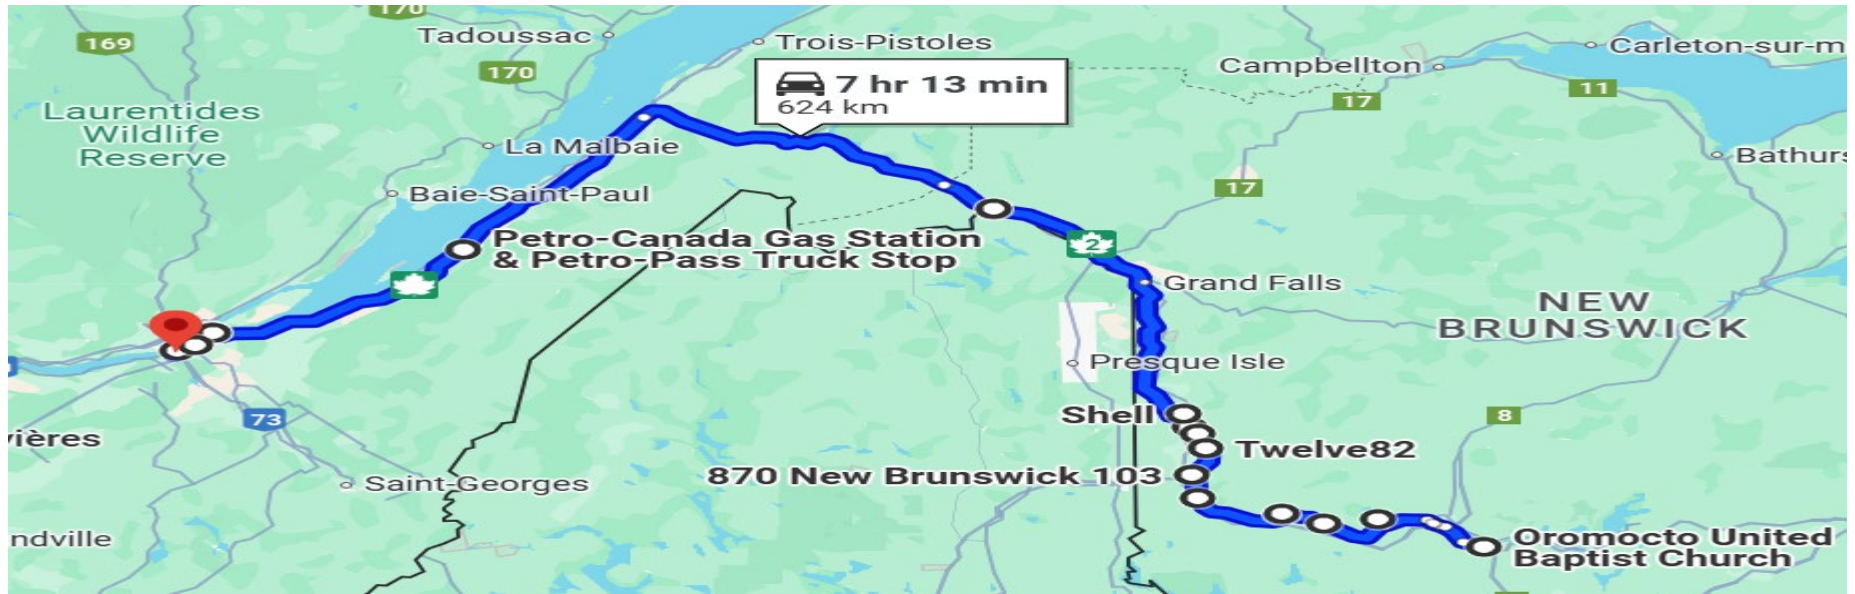 170
169
Tadoussac
Trois-Pistoles
Carleton-sur-m
170
Campbellton
7 hr 13 min
624 km
11
17
Laurentides
Wildlife
Reserve
La Malbaie
Bathurs
17
Baie-Saint-Paul
Petro-Canada Gas Station
& Petro-Pass Truck Stop
2
Grand Falls
NEW
BRUNSWICK
Presque Isle
73
Shell
8
vières
Twelve82
870 New Brunswick 103
Saint-Georges
ndville
Oromocto United
Baptist Church